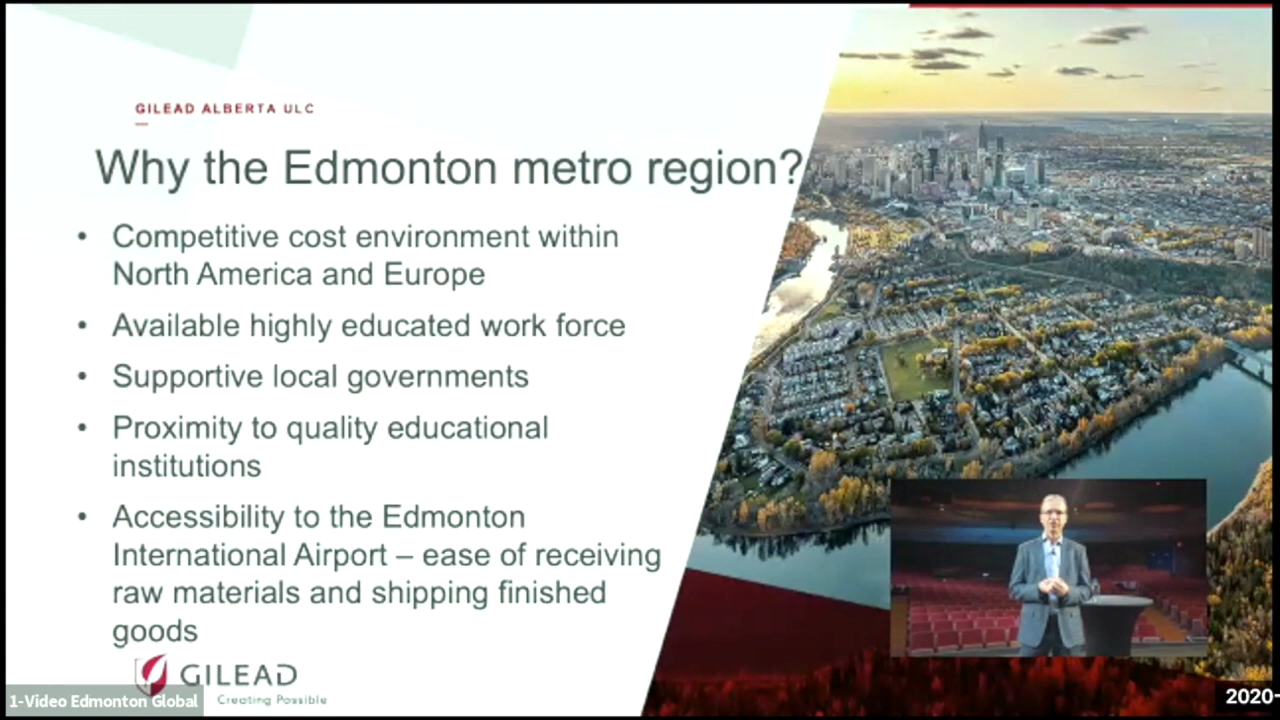 GILEAD ALBERTA ULC
Why the Edmonton metro region?
• Competitive cost environment within
North America and Europe
• Available highly educated work force
• Supportive local governments
• Proximity to quality educational
institutions
• Accessibility to the Edmonton
International Airport – ease of receiving
raw materials and shipping finished
goods
GILEAD
Creating Possible
1-Video Edmonton Global
2020-